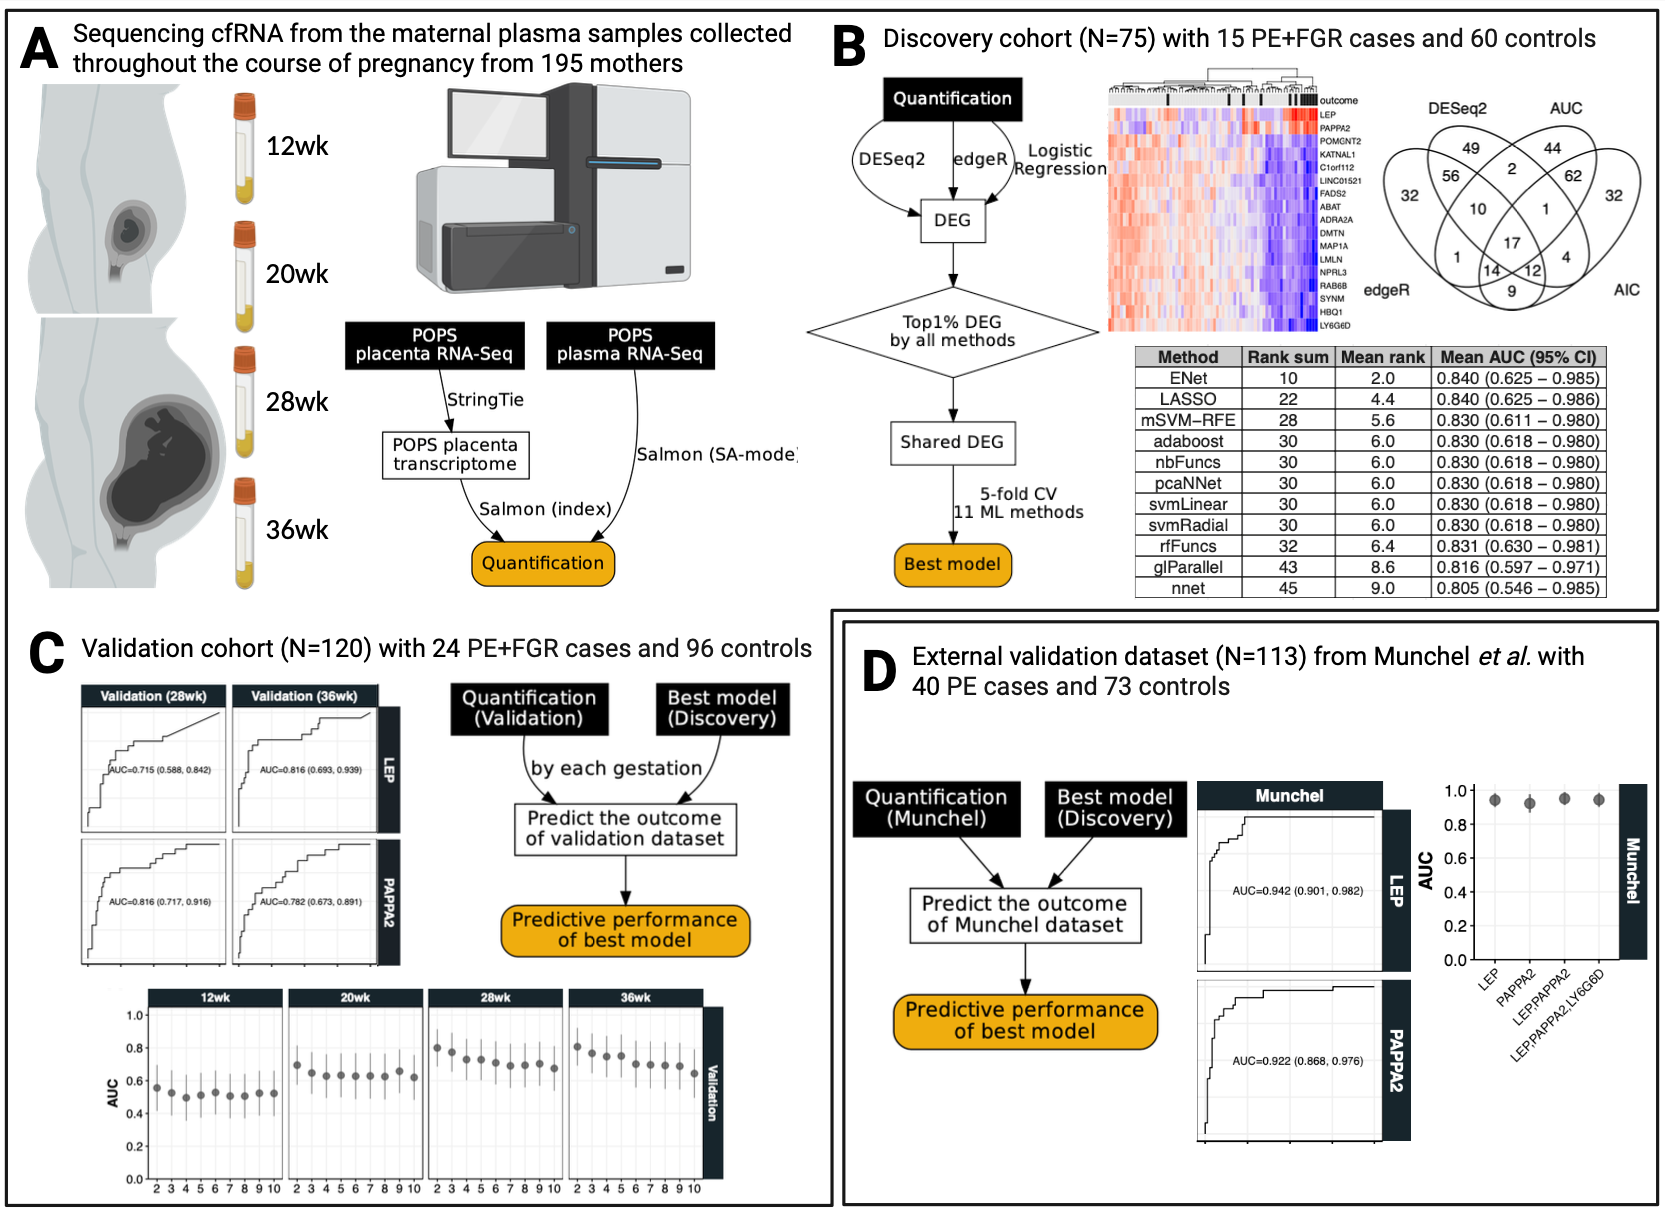 A
Sequencing cfRNA from the maternal plasma samples collected
throughout the course of pregnancy from 195 mothers
12wk
20wk
28wk
36wk
POPS
placenta RNA-Seq
POPS
plasma RNA-Seq
StringTie
POPS placenta
transcriptome
Salmon (SA-mode)
Salmon (index)
Quantification
B
Discovery cohort (N=75) with 15 PE+FGR cases and 60 controls
Quantification
DESeq2
edgeR
Logistic
Regression
DEG
Top1% DEG
by all methods
Shared DEG
5-fold CV
11 ML methods
Best model
outcome
LEP
PAPPA2
POMGNT2
KATNAL1
C1orf112
LINC01521
FADS2
ABAT
ADRA2A
DMTN
MAP1A
LMLN
NPRL3
RAB6B
SYNM
HBQ1
LY6G6D
DESeq2 AUC
49 44
56 2 62
32 10 1 32
17
1 4
14 12
9
edgeR AIC
Method Rank sum Mean rank Mean AUC (95% CI)
ENet 10 2.0 0.840 (0.625 – 0.985)
LASSO 22 4.4 0.840 (0.625 – 0.986)
mSVM–RFE 28 5.6 0.830 (0.611 – 0.980)
adaboost 30 6.0 0.830 (0.618 – 0.980)
nbFuncs 30 6.0 0.830 (0.618 – 0.980)
pcaNNet 30 6.0 0.830 (0.618 – 0.980)
svmLinear 30 6.0 0.830 (0.618 – 0.980)
svmRadial 30 6.0 0.830 (0.618 – 0.980)
rfFuncs 32 6.4 0.831 (0.630 – 0.981)
glParallel 43 8.6 0.816 (0.597 – 0.971)
nnet 45 9.0 0.805 (0.546 – 0.985)
C
Validation cohort (N=120) with 24 PE+FGR cases and 96 controls
Validation (28wk) Validation (36wk)
AUC=0.715 (0.588, 0.842) AUC=0.816 (0.693, 0.939)
LEP
AUC=0.816 (0.717, 0.916) AUC=0.782 (0.673, 0.891)
PAPPA2
Quantification
(Validation)
Best model
(Discovery)
by each gestation
Predict the outcome
of validation dataset
Predictive performance
of best model
12wk 20wk 28wk 36wk
AUC
1.0
0.8
0.6
0.4
0.2
0.0
2 3 4 5 6 7 8 9 10 2 3 4 5 6 7 8 9 10 2 3 4 5 6 7 8 9 10 2 3 4 5 6 7 8 9 10
Validation
D
External validation dataset (N=113) from Munchel et al. with
40 PE cases and 73 controls
Quantification
(Munchel)
Best model
(Discovery)
Predict the outcome
of Munchel dataset
Predictive performance
of best model
Munchel
AUC=0.942 (0.901, 0.982)
LEP
AUC=0.922 (0.868, 0.976)
PAPPA2
AUC
1.0
0.8
0.6
0.4
0.2
0.0
LEP
PAPPA2
LEP,PAPPA2
LEP,PAPPA2,LY6G6D
Munchel